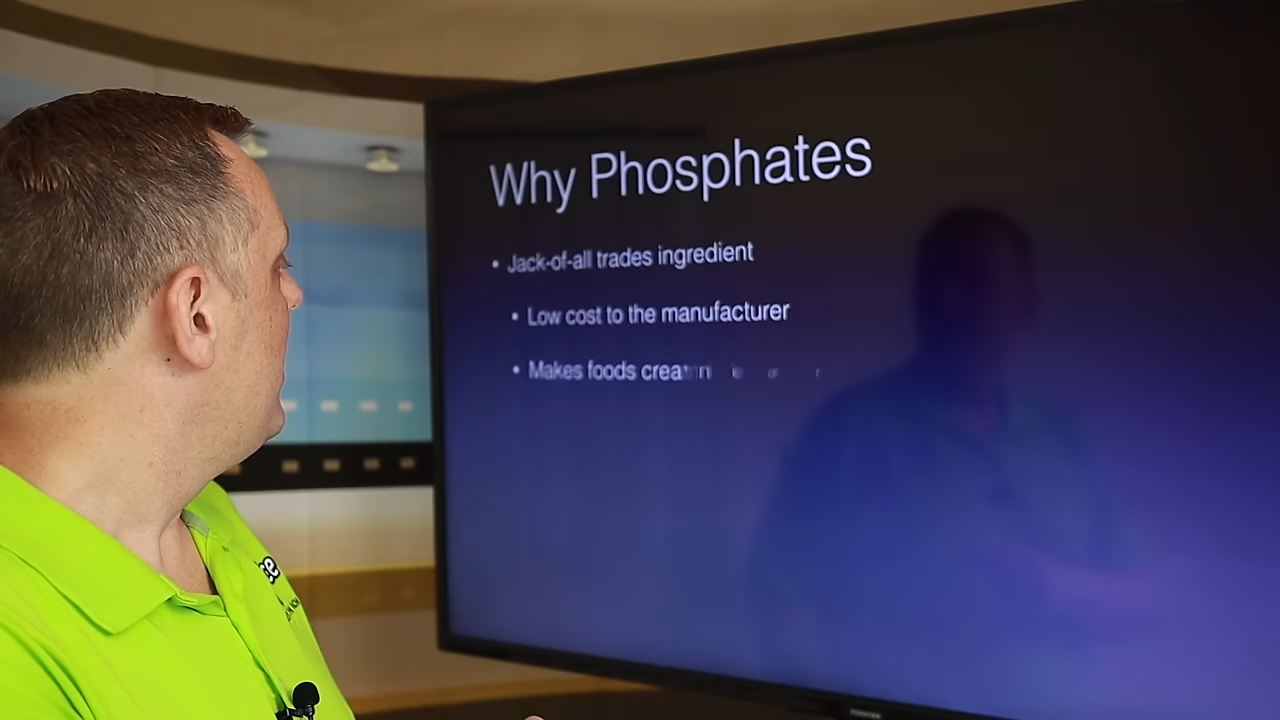 Why Phosphates
• Jack-of-all trades ingredient
• Low cost to the manufacturer
• Makes foods